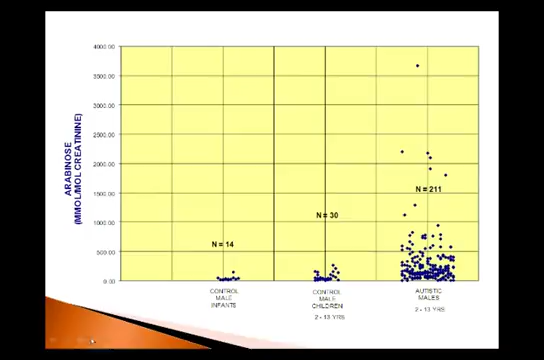 4000.00
3500.00
3000.00
2500.00
2000.00
1500.00
1000.00
500.00
0.00
ARABINOSE
(MMOL/MOL CREATININE)
N = 14
N = 30
N = 211
CONTROL
MALE
INFANTS
CONTROL
MALE
CHILDREN
2 - 13 YRS
AUTISTIC
MALES
2 - 13 YRS